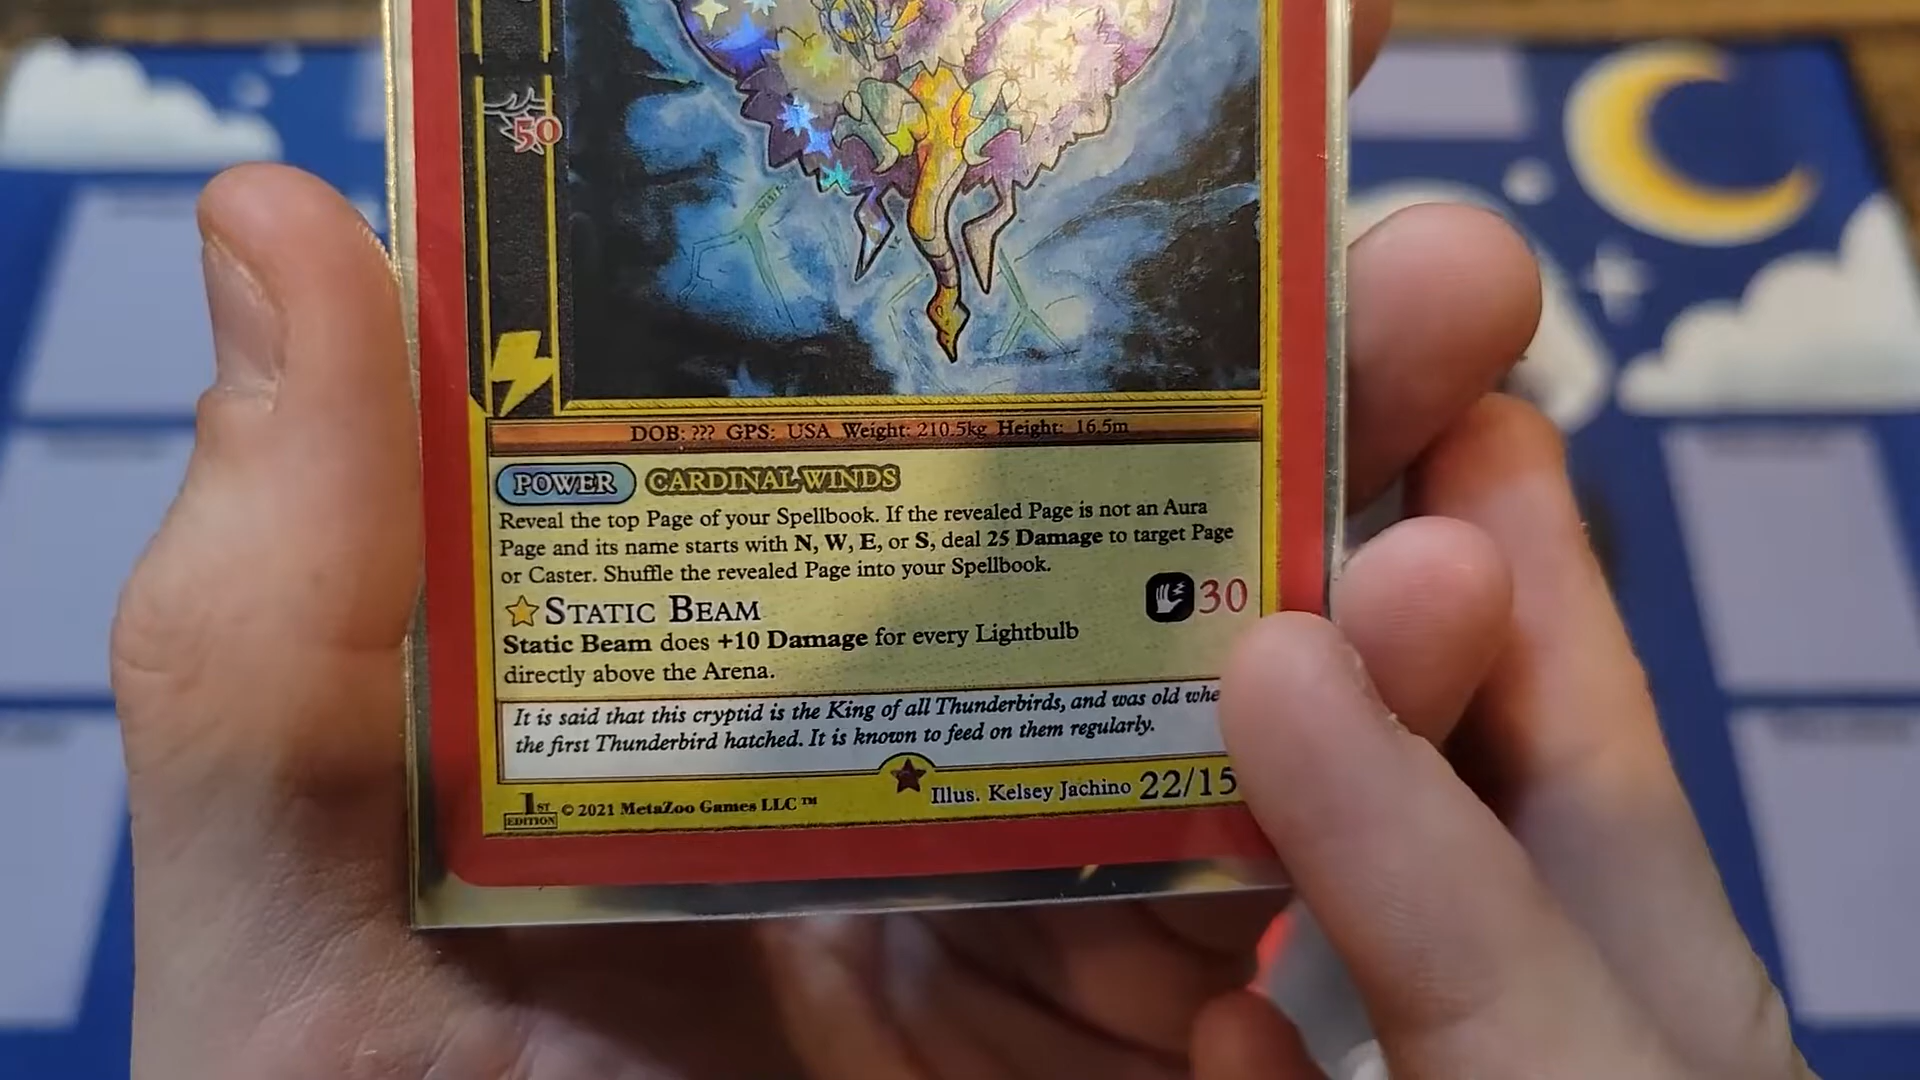 50
DOB: ??? GPS: USA Weight: 210.5kg Height: 16.5m
POWER CARDINAL WINDS
Reveal the top Page of your Spellbook. If the revealed Page is not an Aura
Page and its name starts with N, W, E, or S, deal 25 Damage to target Page
or Caster. Shuffle the revealed Page into your Spellbook.
STATIC BEAM 30
Static Beam does +10 Damage for every Lightbulb
directly above the Arena.
It is said that this cryptid is the King of all Thunderbirds, and was old whe
the first Thunderbird hatched. It is known to feed on them regularly.
1ST EDITION © 2021 MetaZoo Games LLC ™ Illus. Kelsey Jachino 22/15